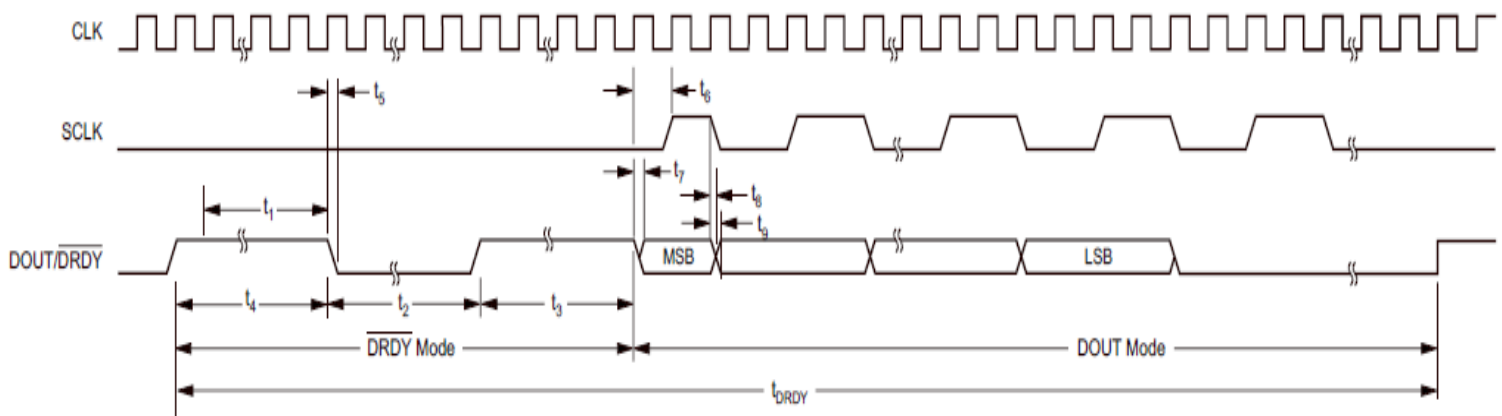 CLK
t5
t6
SCLK
t7
t8
t1
t9
DOUT/DRDY
MSB
LSB
t4
t2
t3
DRDY Mode
DOUT Mode
tDRDY